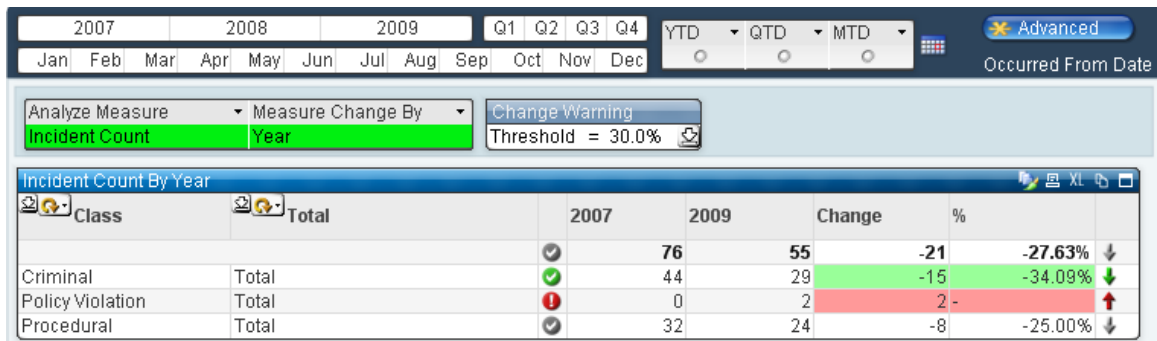 2007 2008 2009 Q1 Q2 Q3 Q4 YTD QTD MTD Advanced
Jan Feb Mar Apr May Jun Jul Aug Sep Oct Nov Dec Occurred From Date
Analyze Measure Measure Change By Change Warning
Incident Count Year Threshold = 30.0%
Incident Count By Year XL
Class Total 2007 2009 Change %
76 55 -21 -27.63%
Criminal Total 44 29 -15 -34.09%
Policy Violation Total 0 2 2 -
Procedural Total 32 24 -8 -25.00%